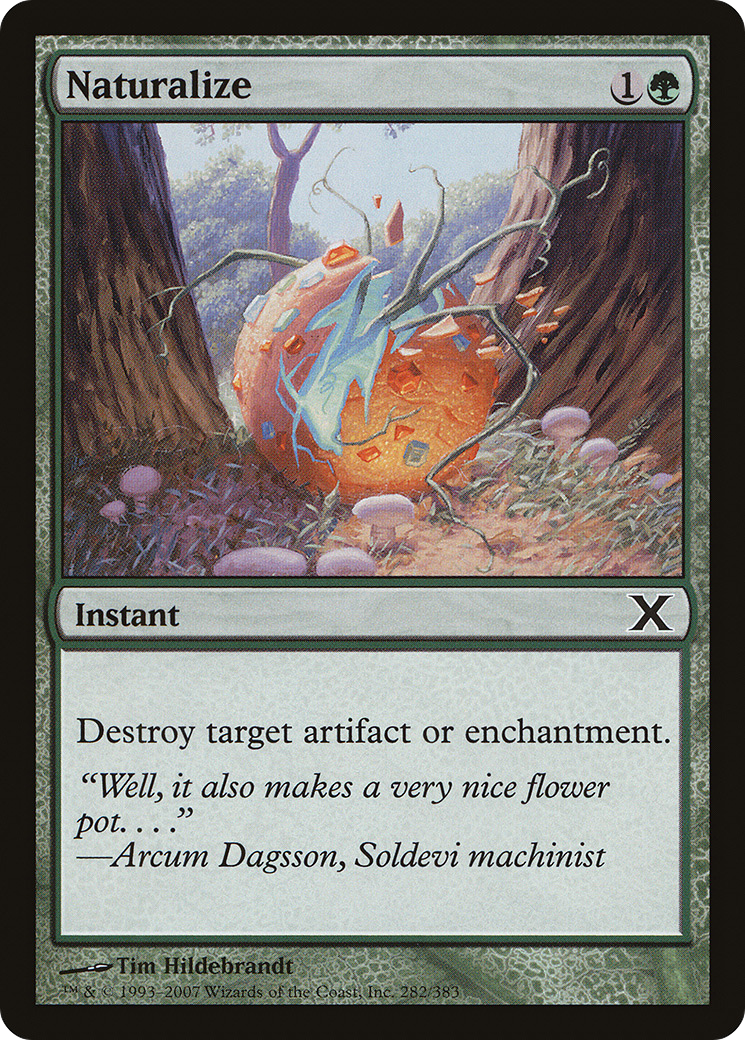 Naturalize
1
Instant
X
Destroy target artifact or enchantment.
“Well, it also makes a very nice flower
pot. . . .”
—Arcum Dagsson, Soldevi machinist
Tim Hildebrandt
™ & © 1993–2007 Wizards of the Coast, Inc. 282/383